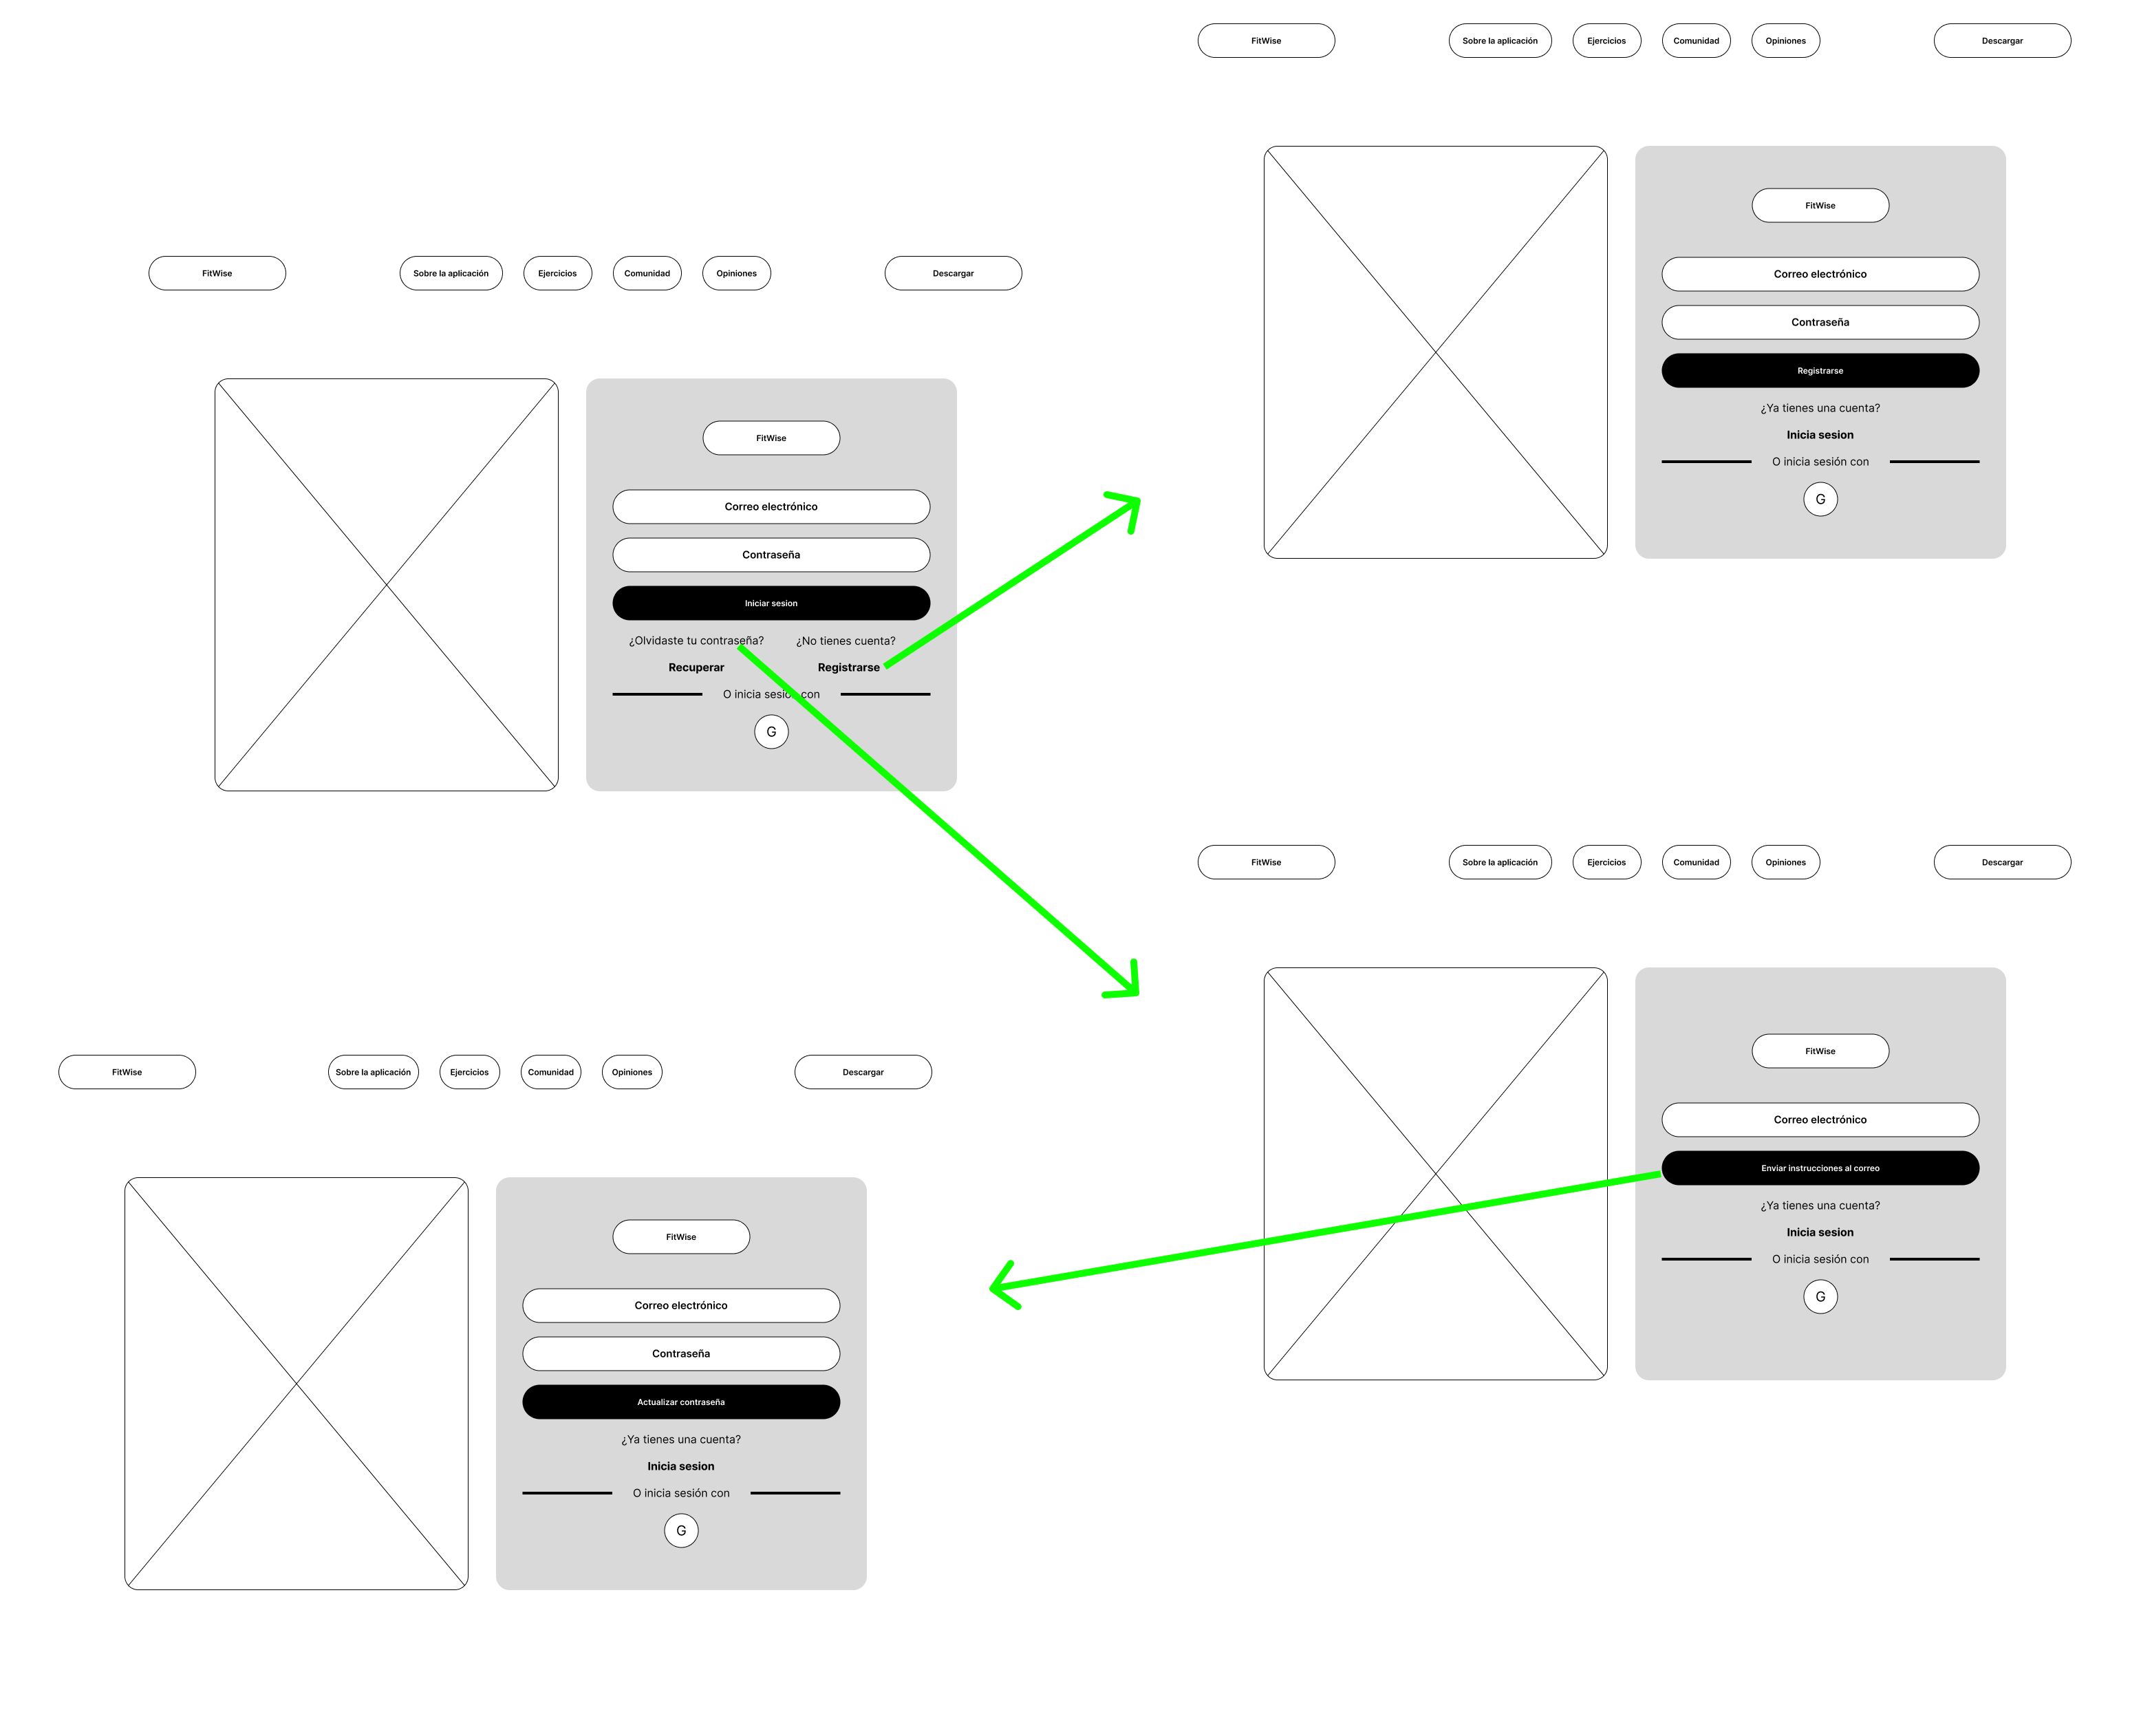 FitWise
Sobre la aplicación
Ejercicios
Comunidad
Opiniones
Descargar
FitWise
Correo electrónico
Contraseña
Registrarse
¿Ya tienes una cuenta?
Inicia sesion
O inicia sesión con
G
FitWise
Sobre la aplicación
Ejercicios
Comunidad
Opiniones
Descargar
FitWise
Correo electrónico
Contraseña
Iniciar sesion
¿Olvidaste tu contraseña?
¿No tienes cuenta?
Recuperar
Registrarse
O inicia sesión con
G
FitWise
Sobre la aplicación
Ejercicios
Comunidad
Opiniones
Descargar
FitWise
Correo electrónico
Enviar instrucciones al correo
¿Ya tienes una cuenta?
Inicia sesion
O inicia sesión con
G
FitWise
Sobre la aplicación
Ejercicios
Comunidad
Opiniones
Descargar
FitWise
Correo electrónico
Contraseña
Actualizar contraseña
¿Ya tienes una cuenta?
Inicia sesion
O inicia sesión con
G